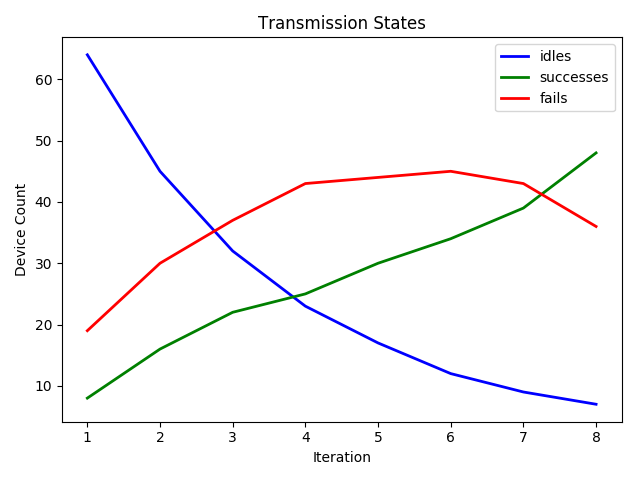 Transmission States
idles
successes
fails
Device Count
60
50
40
30
20
10
1 2 3 4 5 6 7 8
Iteration